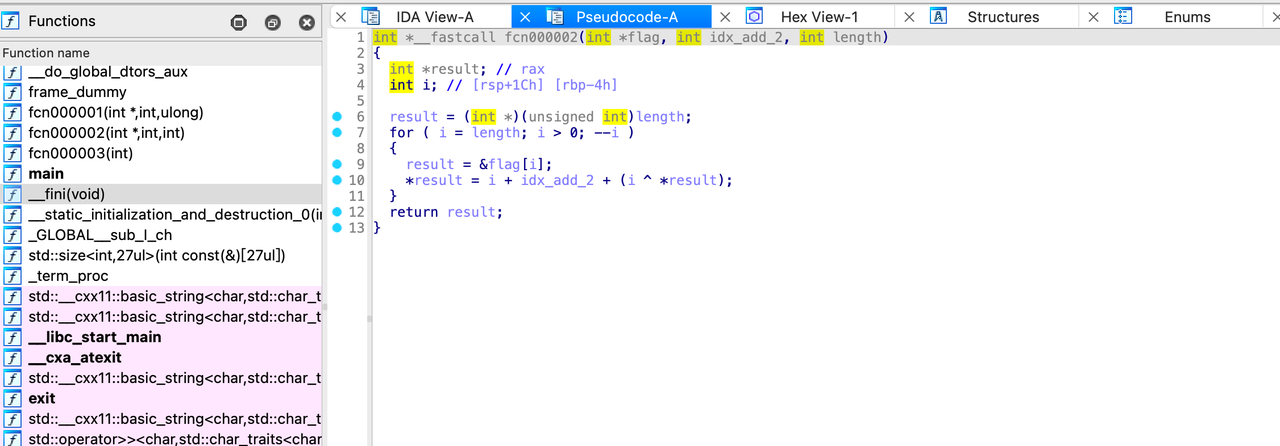 Functions
IDA View-A
Pseudocode-A
Hex View-1
Structures
Enums
Function name
__do_global_dtors_aux
frame_dummy
fcn000001(int *,int,ulong)
fcn000002(int *,int,int)
fcn000003(int)
main
__fini(void)
__static_initialization_and_destruction_0(in
_GLOBAL__sub_I_ch
std::size<int,27ul>(int const(&)[27ul])
_term_proc
std::__cxx11::basic_string<char,std::char_t
std::__cxx11::basic_string<char,std::char_t
__libc_start_main
__cxa_atexit
std::__cxx11::basic_string<char,std::char_t
exit
std::__cxx11::basic_string<char,std::char_t
std::operator>><char,std::char_traits<char
1 int *__fastcall fcn000002(int *flag, int idx_add_2, int length)
2 {
3 int *result; // rax
4 int i; // [rsp+1Ch] [rbp-4h]
5
6 result = (int *)(unsigned int)length;
7 for ( i = length; i > 0; --i )
8 {
9 result = &flag[i];
10 *result = i + idx_add_2 + (i ^ *result);
11 }
12 return result;
13 }